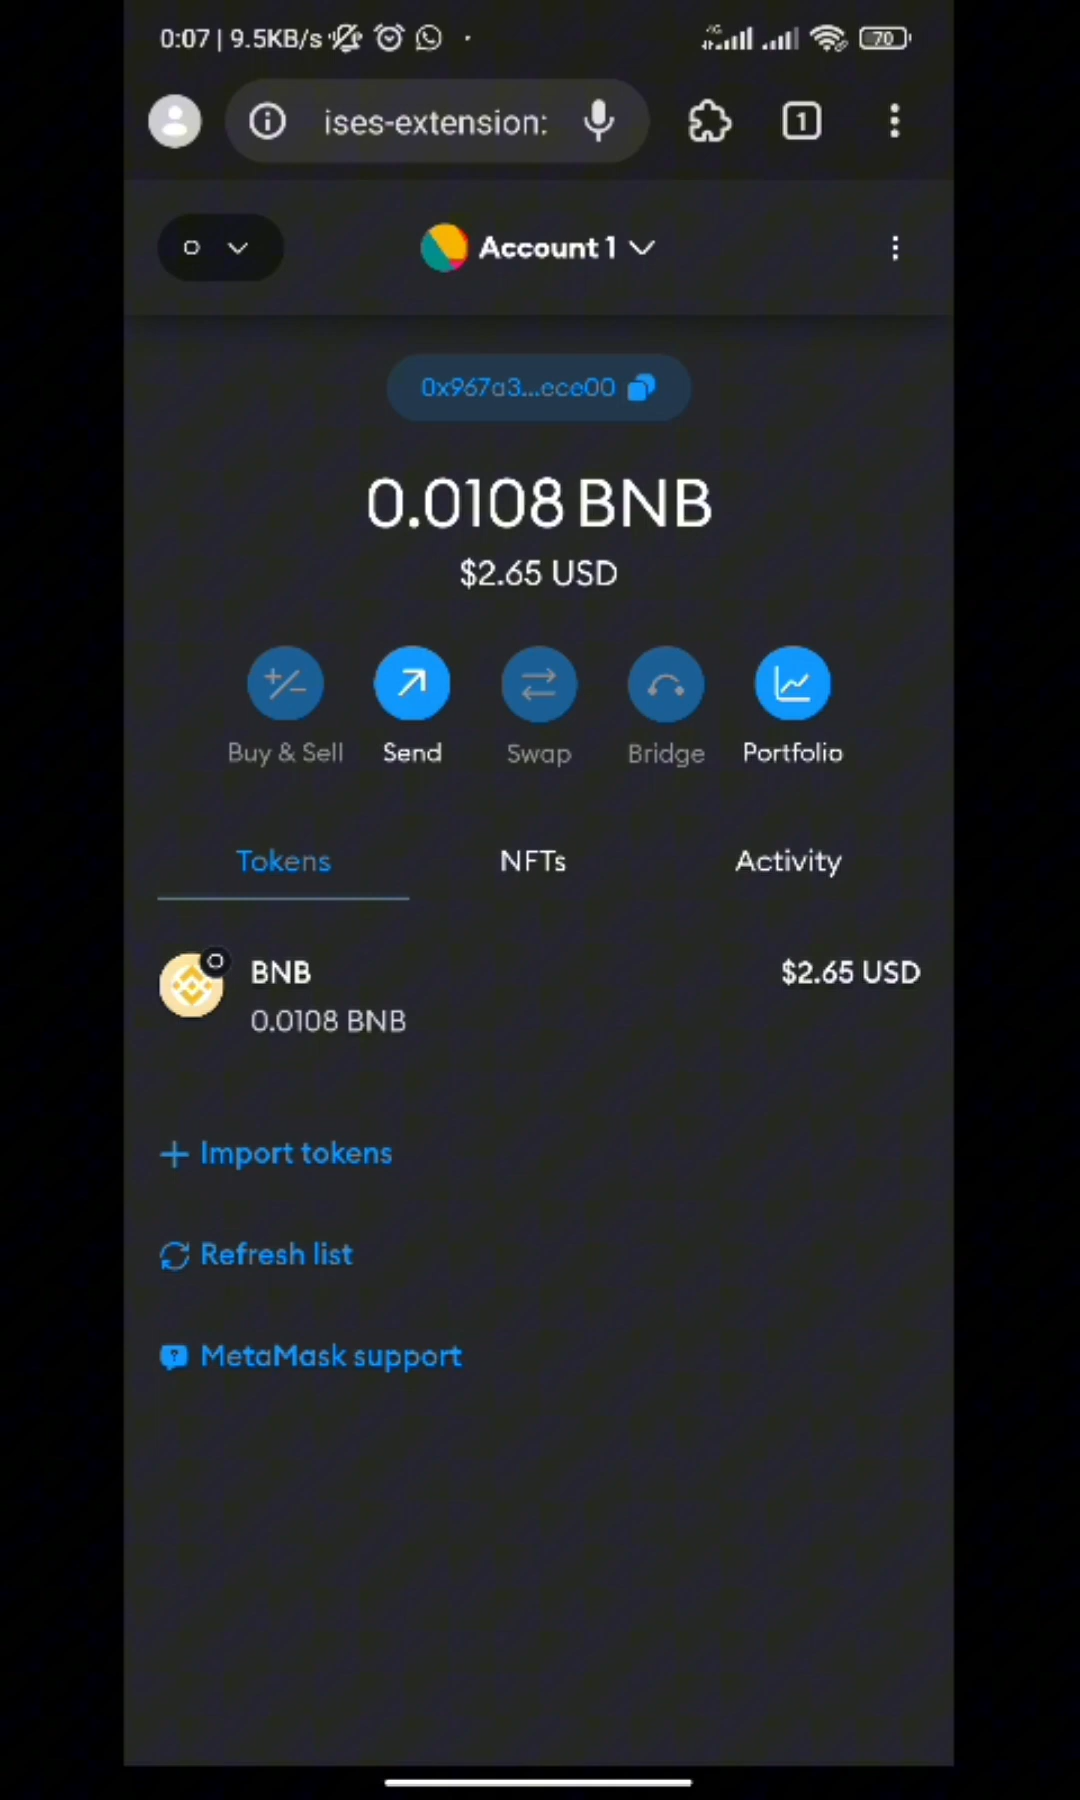 0:07 | 9.5KB/s
4G
70
ises-extension:
1
Account 1
0x967a3...ece00
0.0108 BNB
$2.65 USD
Buy & Sell
Send
Swap
Bridge
Portfolio
Tokens
NFTs
Activity
BNB
$2.65 USD
0.0108 BNB
Import tokens
Refresh list
MetaMask support